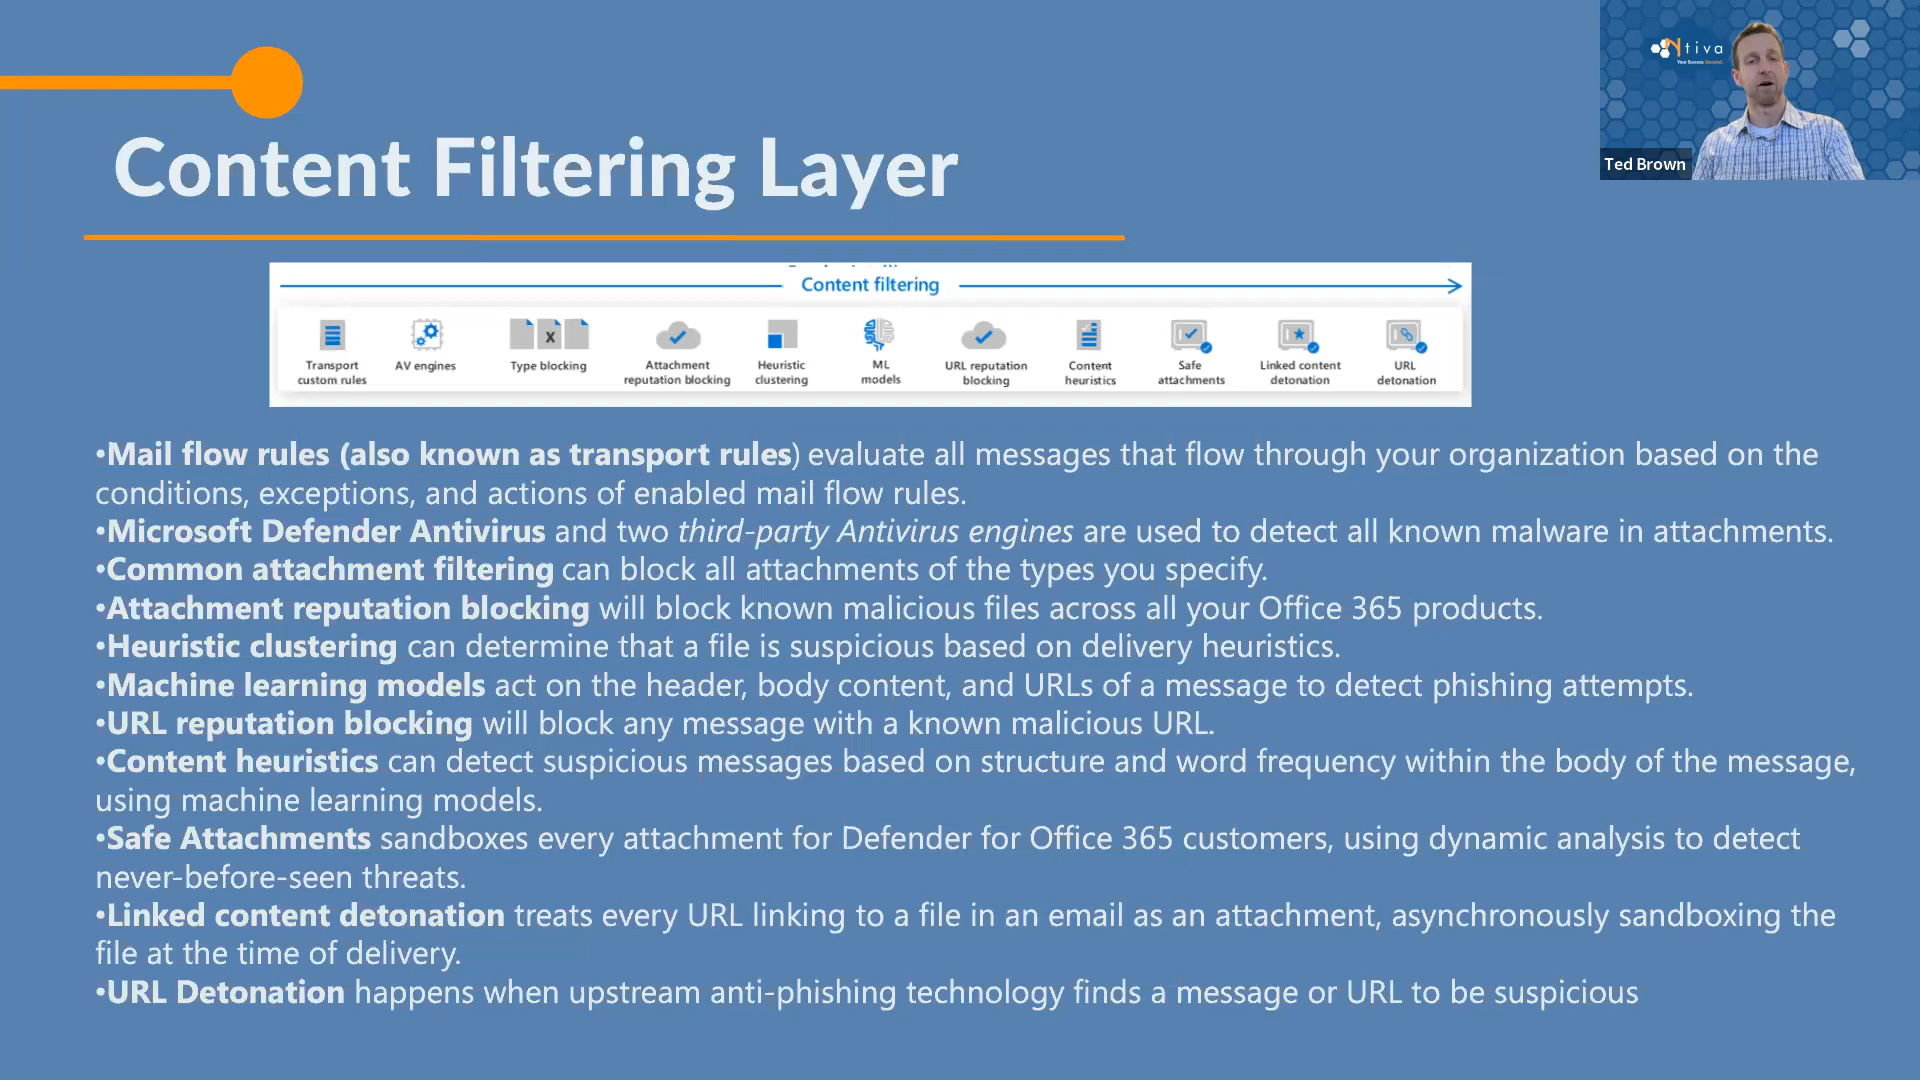 Ntiva
Your Success. Secured.
Ted Brown
Content Filtering Layer
Content filtering
Transport custom rules
AV engines
X
Type blocking
Attachment reputation blocking
Heuristic clustering
ML models
URL reputation blocking
Content heuristics
Safe attachments
Linked content detonation
URL detonation
•Mail flow rules (also known as transport rules) evaluate all messages that flow through your organization based on the
conditions, exceptions, and actions of enabled mail flow rules.
•Microsoft Defender Antivirus and two third-party Antivirus engines are used to detect all known malware in attachments.
•Common attachment filtering can block all attachments of the types you specify.
•Attachment reputation blocking will block known malicious files across all your Office 365 products.
•Heuristic clustering can determine that a file is suspicious based on delivery heuristics.
•Machine learning models act on the header, body content, and URLs of a message to detect phishing attempts.
•URL reputation blocking will block any message with a known malicious URL.
•Content heuristics can detect suspicious messages based on structure and word frequency within the body of the message,
using machine learning models.
•Safe Attachments sandboxes every attachment for Defender for Office 365 customers, using dynamic analysis to detect
never-before-seen threats.
•Linked content detonation treats every URL linking to a file in an email as an attachment, asynchronously sandboxing the
file at the time of delivery.
•URL Detonation happens when upstream anti-phishing technology finds a message or URL to be suspicious